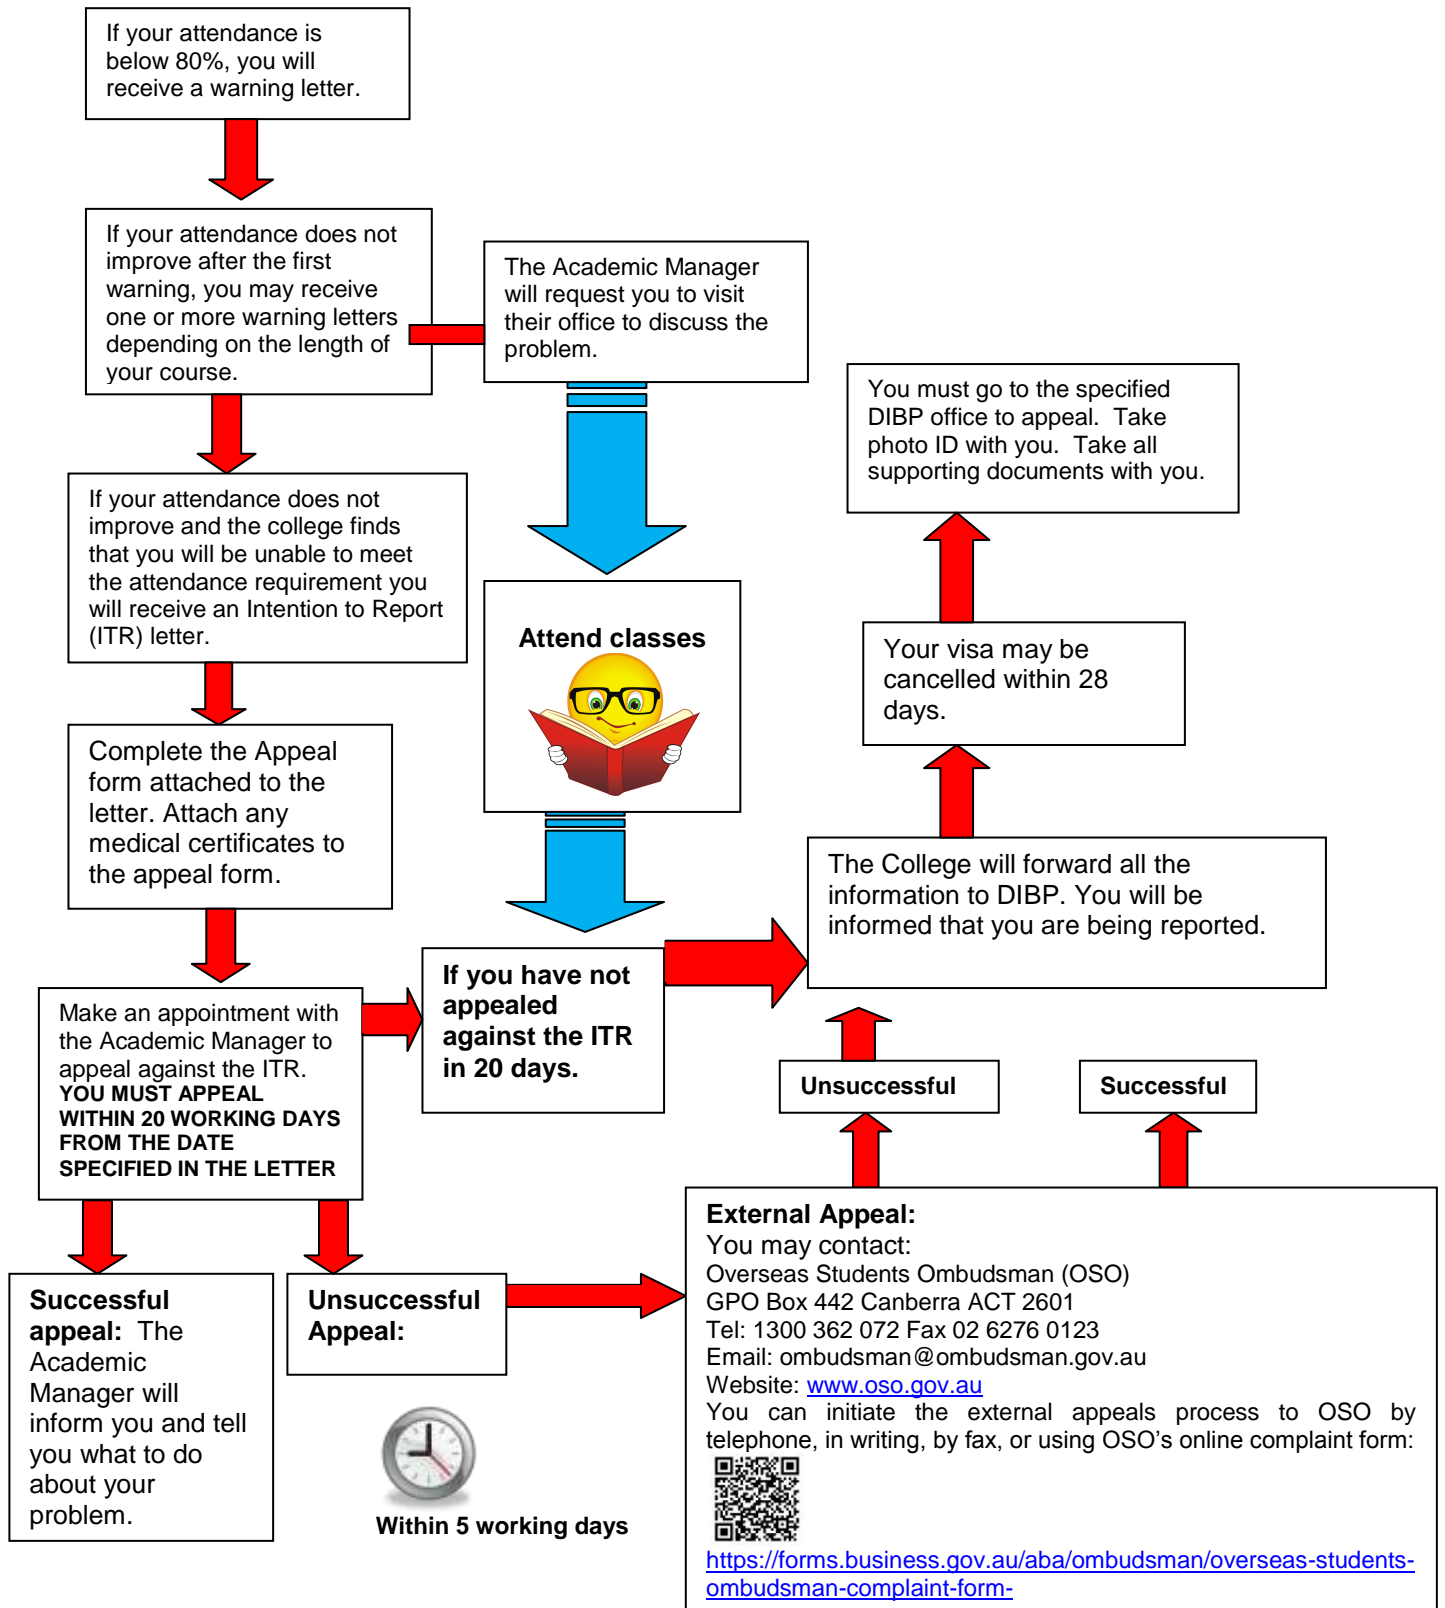 If your attendance is
below 80%, you will
receive a warning letter.
If your attendance does not
improve after the first
warning, you may receive
one or more warning letters
depending on the length of
your course.
The Academic Manager
will request you to visit
their office to discuss the
problem.
You must go to the specified
DIBP office to appeal. Take
photo ID with you. Take all
supporting documents with you.
If your attendance does not
improve and the college finds
that you will be unable to meet
the attendance requirement you
will receive an Intention to Report
(ITR) letter.
Attend classes
Your visa may be
cancelled within 28
days.
Complete the Appeal
form attached to the
letter. Attach any
medical certificates to
the appeal form.
The College will forward all the
information to DIBP. You will be
informed that you are being reported.
If you have not
appealed
against the ITR
in 20 days.
Make an appointment with
the Academic Manager to
appeal against the ITR.
YOU MUST APPEAL
WITHIN 20 WORKING DAYS
FROM THE DATE
SPECIFIED IN THE LETTER
Unsuccessful
Successful
Successful
appeal: The
Academic
Manager will
inform you and tell
you what to do
about your
problem.
Unsuccessful
Appeal:
Within 5 working days
External Appeal:
You may contact:
Overseas Students Ombudsman (OSO)
GPO Box 442 Canberra ACT 2601
Tel: 1300 362 072 Fax 02 6276 0123
Email: ombudsman@ombudsman.gov.au
Website: www.oso.gov.au
You can initiate the external appeals process to OSO by
telephone, in writing, by fax, or using OSO's online complaint form:
https://forms.business.gov.au/aba/ombudsman/overseas-students-
ombudsman-complaint-form-